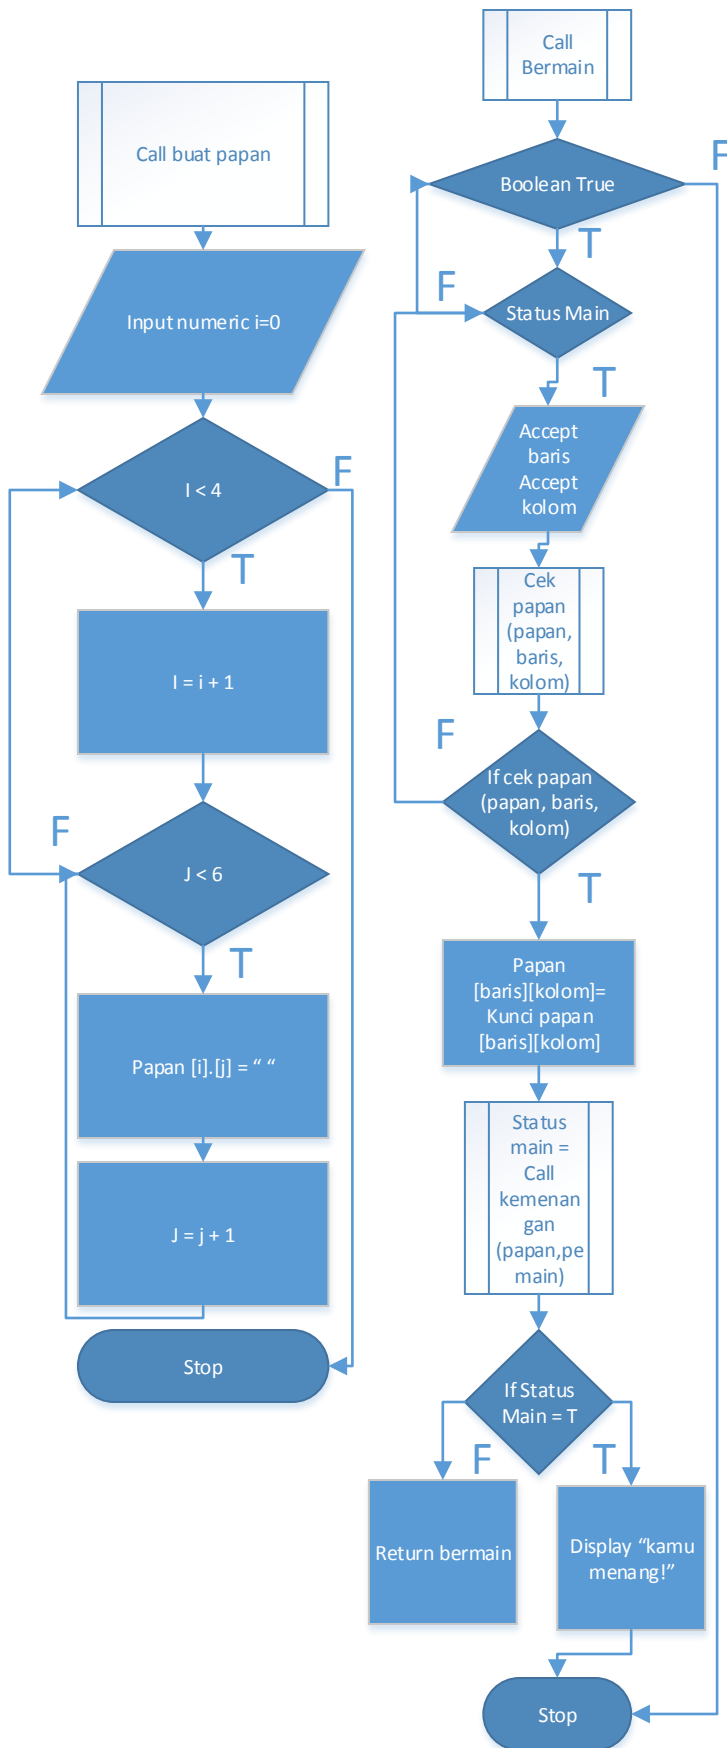 Call buat papan
Input numeric i=0
I < 4
F
T
I = i + 1
F
J < 6
T
Papan [i].[j] = “ “
J = j + 1
Stop
Call
Bermain
F
Boolean True
T
F
Status Main
T
Accept
baris
Accept
kolom
Cek
papan
(papan,
baris,
kolom)
F
If cek papan
(papan, baris,
kolom)
T
Papan
[baris][kolom]=
Kunci papan
[baris][kolom]
Status
main =
Call
kemenan
gan
(papan,pe
main)
If Status
Main = T
F
T
Return bermain
Display “kamu
menang!”
Stop